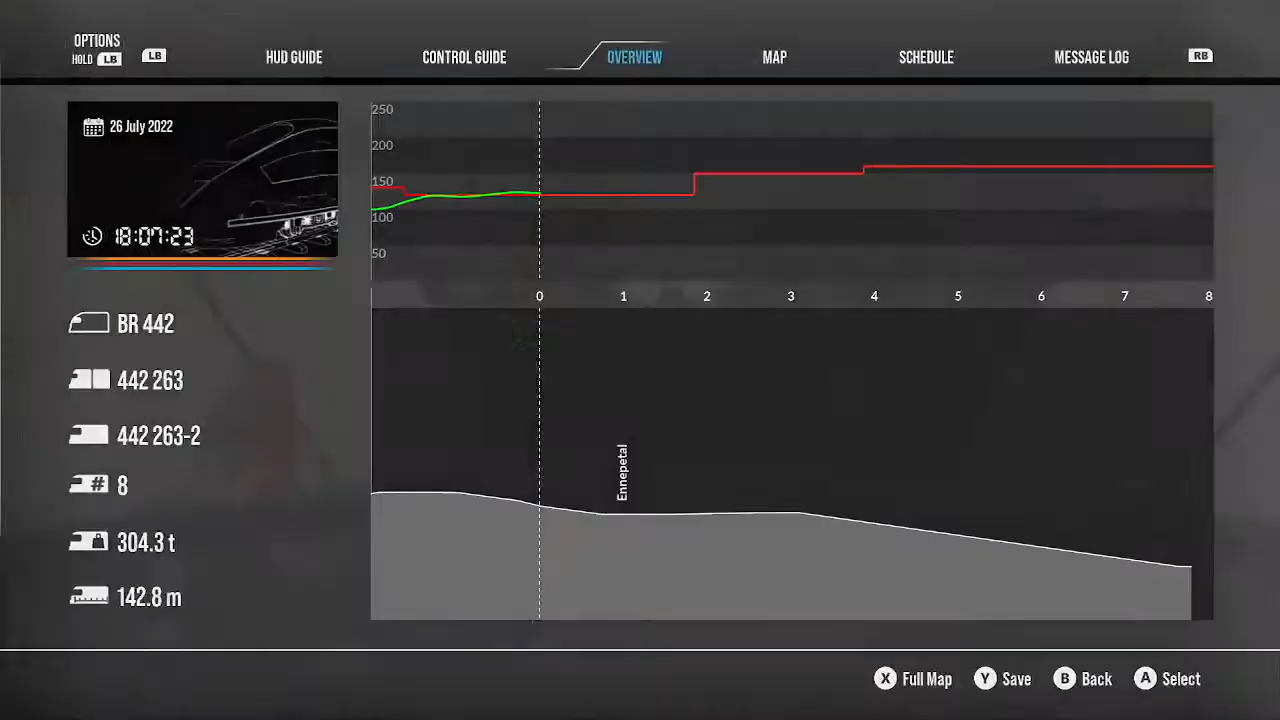 OPTIONS
HOLD LB
LB
HUD GUIDE
CONTROL GUIDE
OVERVIEW
MAP
SCHEDULE
MESSAGE LOG
RB
26 July 2022
18:07:23
BR 442
442 263
442 263-2
# 8
304.3 t
142.8 m
250
200
150
100
50
0 1 2 3 4 5 6 7 8
Ennepetal
X Full Map
Y Save
B Back
A Select